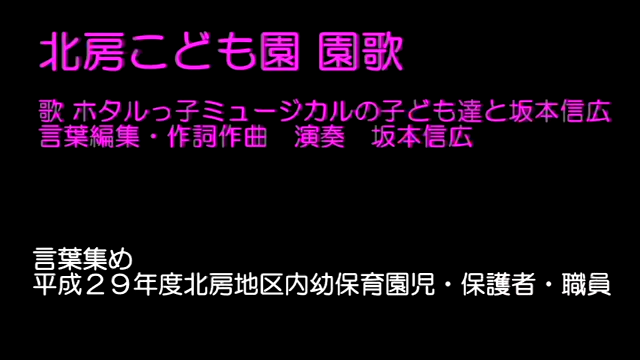 北房こども園 園歌
歌 ホタルっ子ミュージカルの子ども達と坂本信広
言葉編集・作詞作曲　演奏　坂本信広
言葉集め
平成２９年度北房地区内幼保育園児・保護者・職員